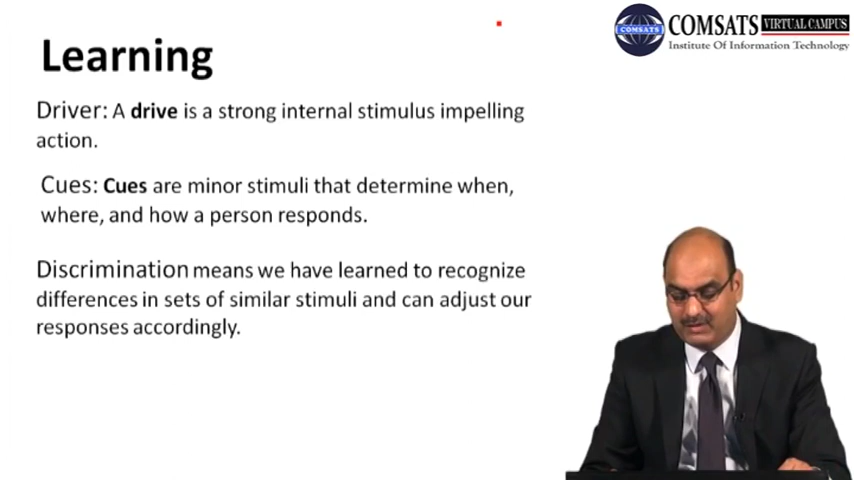 COMSATS
COMSATS VIRTUAL CAMPUS
Institute Of Information Technology
Learning
Driver: A drive is a strong internal stimulus impelling
action.
Cues: Cues are minor stimuli that determine when,
where, and how a person responds.
Discrimination means we have learned to recognize
differences in sets of similar stimuli and can adjust our
responses accordingly.